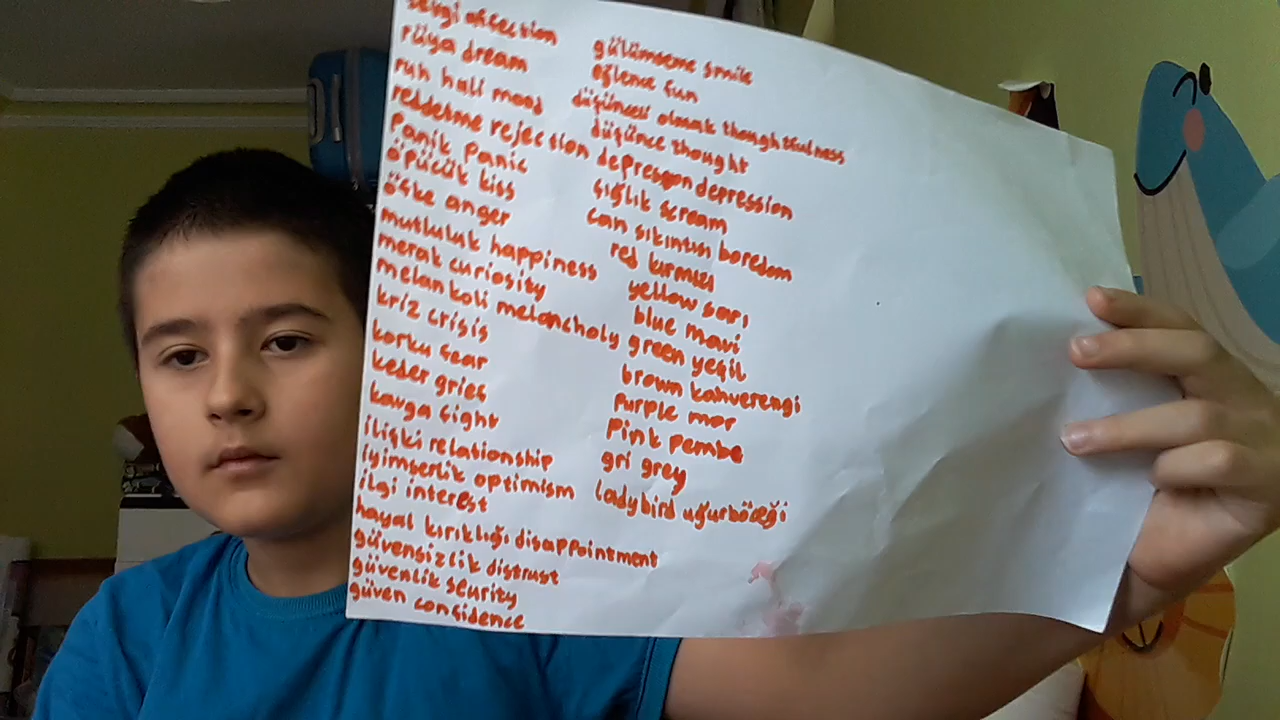 sevgi affection
rüya dream
ruh hali mood
reddetme rejection
panik panic
öpücük kiss
öfke anger
mutluluk happiness
merak curiosity
melankoli melancholy
kriz crisis
korku fear
keder grief
kavga fight
ilişki relationship
iyimserlik optimism
ilgi interest
hayal kırıklığı disappointment
güvensizlik distrust
güvenlik security
güven confidence
gülümseme smile
eğlence fun
düşünceli olmak thoughtfulness
düşünce thought
depresyon depression
çığlık scream
can sıkıntısı boredom
red kırmızı
yellow sarı
blue mavi
green yeşil
brown kahverengi
purple mor
pink pembe
gri grey
ladybird uğurböceği